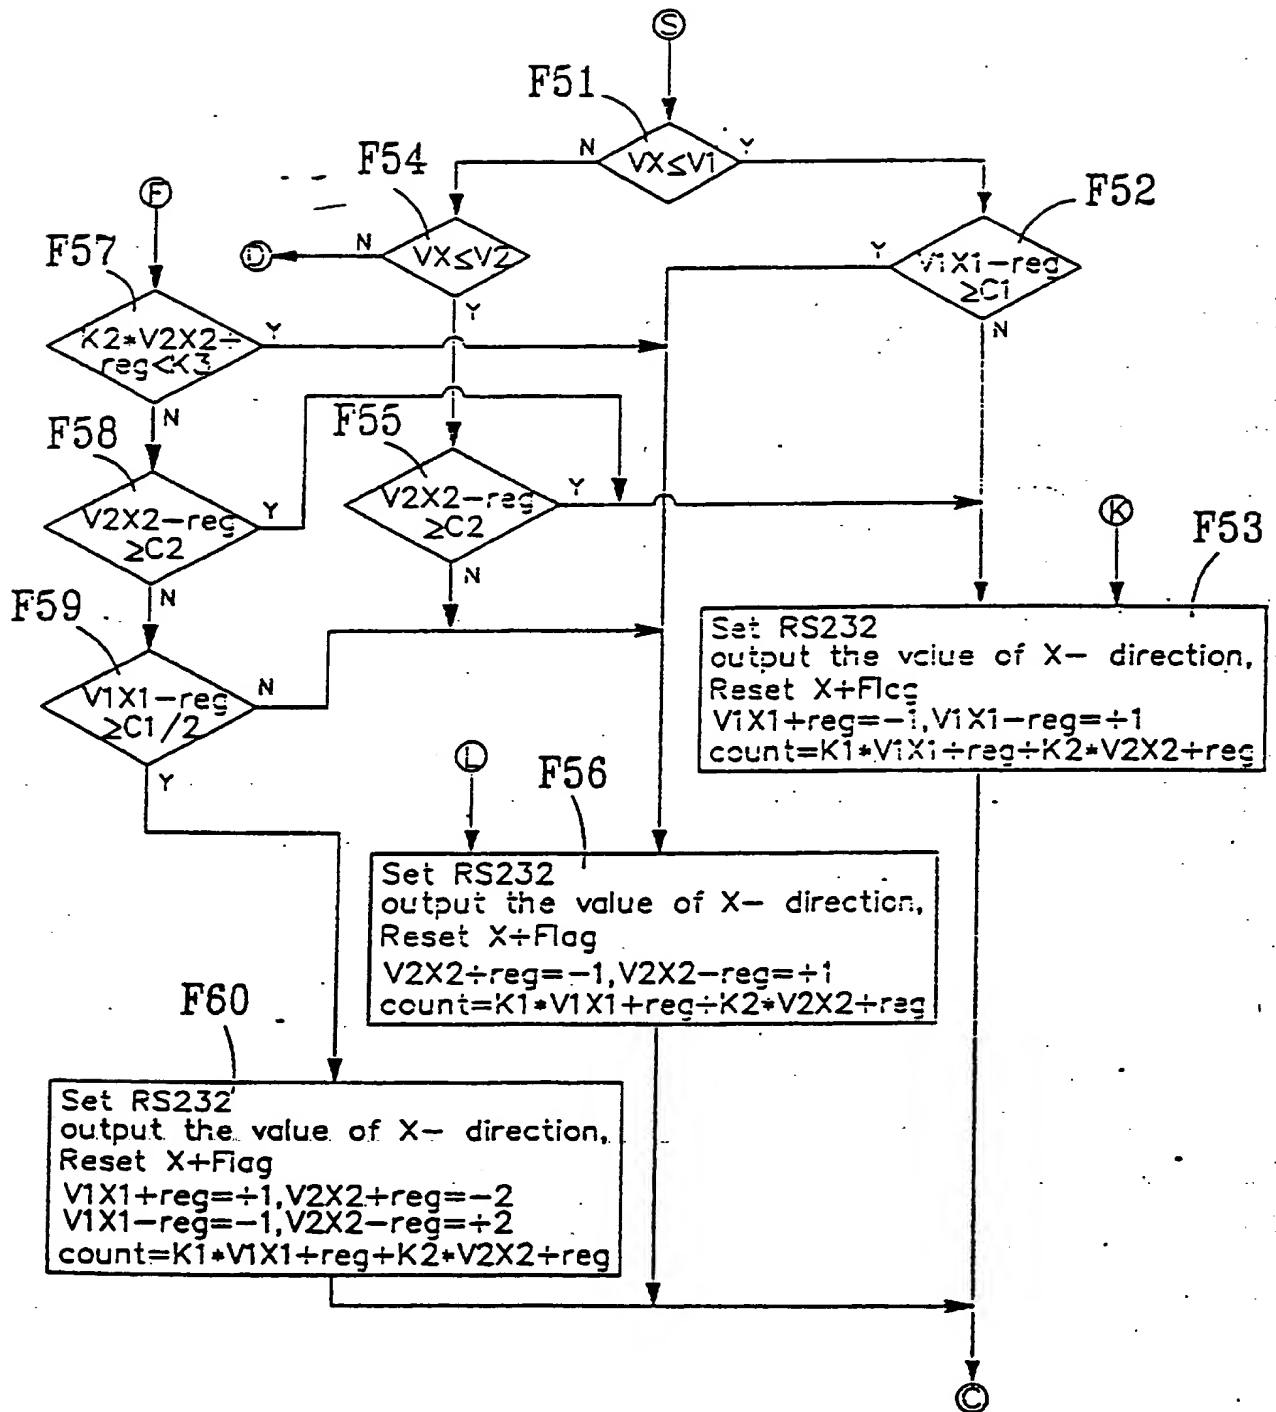 S
F51
VX≤V1
N
Y
F54
F52
F
VX≤V2
N
Y
D
V1X1-reg
≥C1
Y
N
F57
K2*V2X2+
reg<K3
Y
N
F58
F55
V2X2-reg
≥C2
Y
N
V2X2-reg
≥C2
Y
N
K
F53
F59
V1X1-reg
≥C1/2
N
Y
Set RS232
output the value of X- direction,
Reset X+Flag
V1X1+reg=-1,V1X1-reg=+1
count=K1*V1X1+reg+K2*V2X2+reg
L
F56
Set RS232
output the value of X- direction,
Reset X+Flag
V2X2+reg=-1,V2X2-reg=+1
count=K1*V1X1+reg+K2*V2X2+reg
F60
Set RS232
output the value of X- direction,
Reset X+Flag
V1X1+reg=+1,V2X2+reg=-2
V1X1-reg=-1,V2X2-reg=+2
count=K1*V1X1+reg+K2*V2X2+reg
C